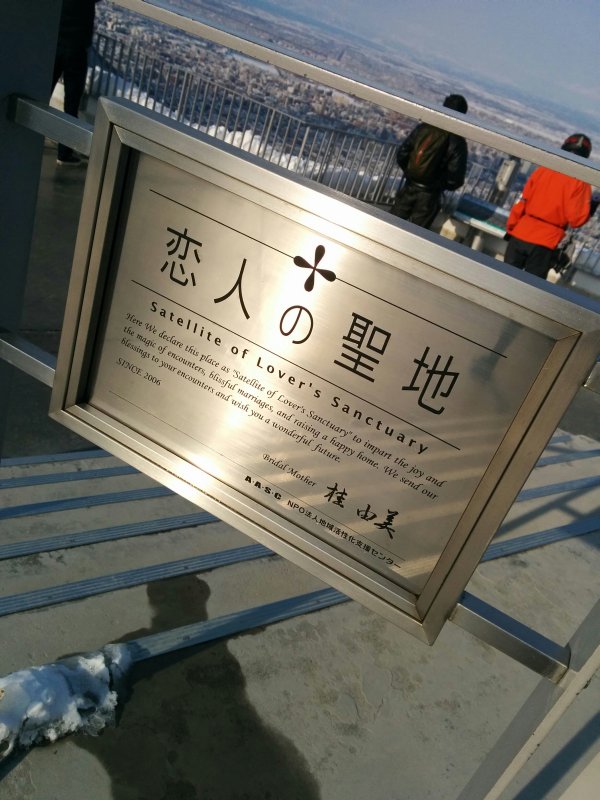 恋人の聖地
Satellite of Lover's Sanctuary
Here We declare this place as "Satellite of Lover's Sanctuary" to impart the joy and
the magic of encounters, blissful marriages, and raising a happy home. We send our
blessings to your encounters and wish you a wonderful future.
SINCE 2006
Bridal Mother 桂由美
AASC NPO法人地域活性化支援センター